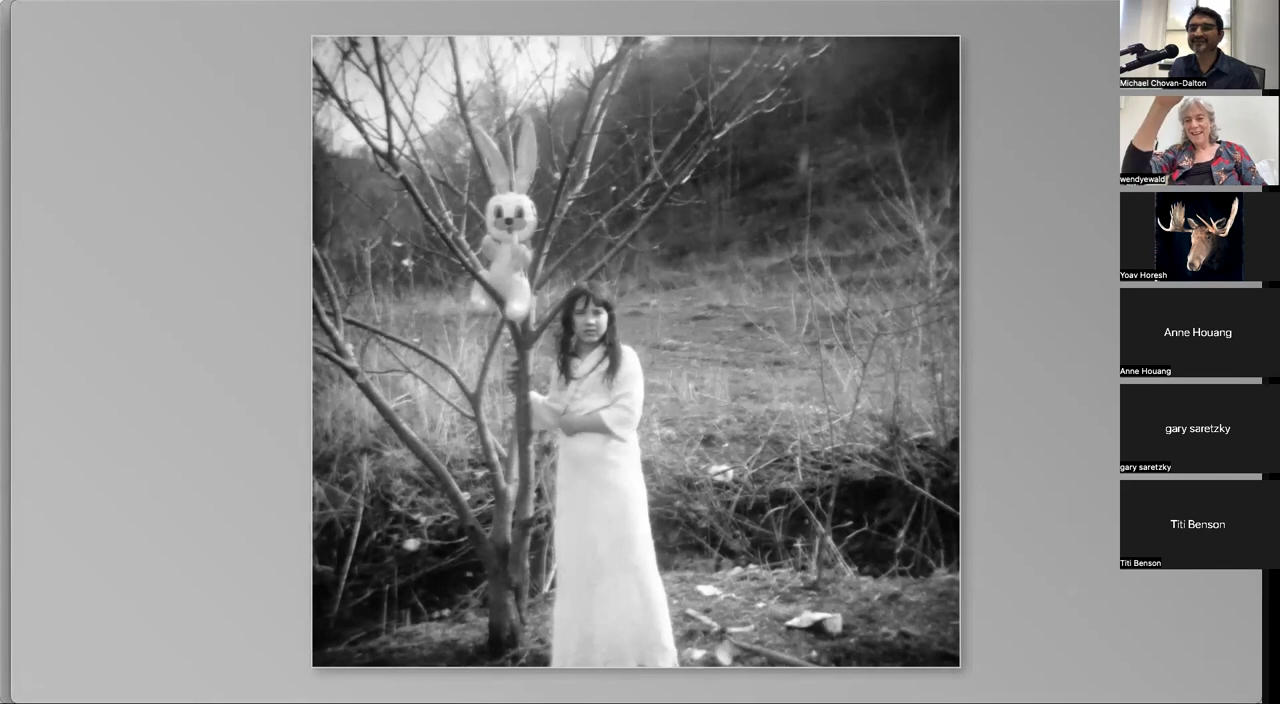 Michael Chovan-Dalton
wendyewald
Yoav Horesh
Anne Houang
Anne Houang
gary saretzky
gary saretzky
Titi Benson
Titi Benson